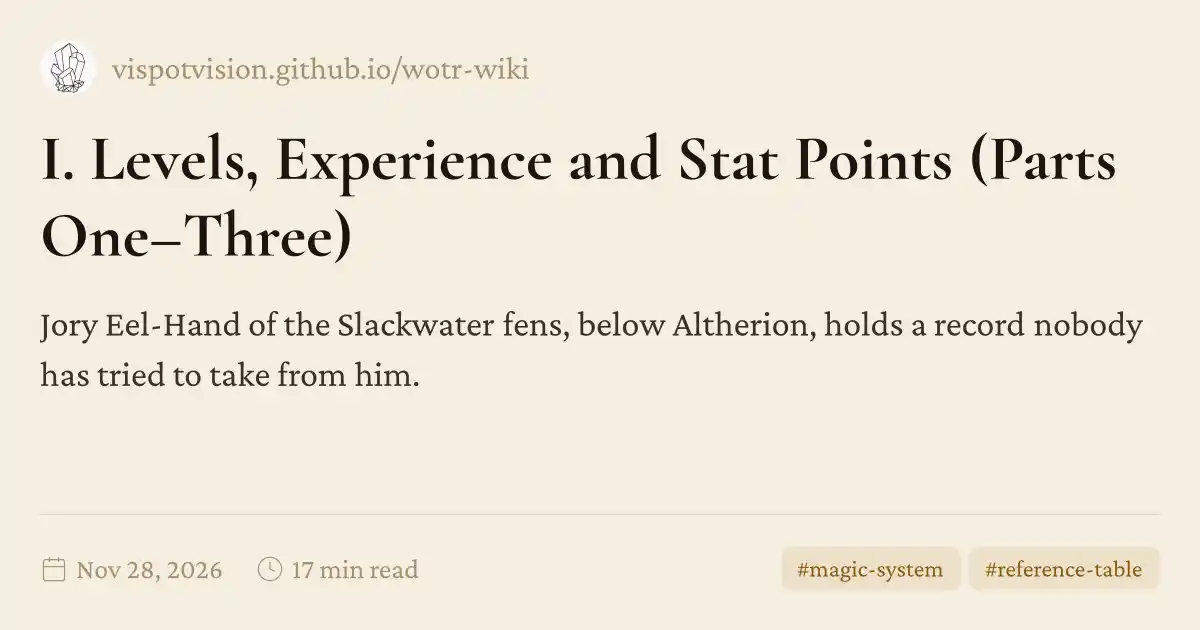 vispotvision.github.io/wotr-wiki
I. Levels, Experience and Stat Points (Parts
One–Three)
Jory Eel-Hand of the Slackwater fens, below Altherion, holds a record nobody
has tried to take from him.
Nov 28, 2026
17 min read
#magic-system
#reference-table